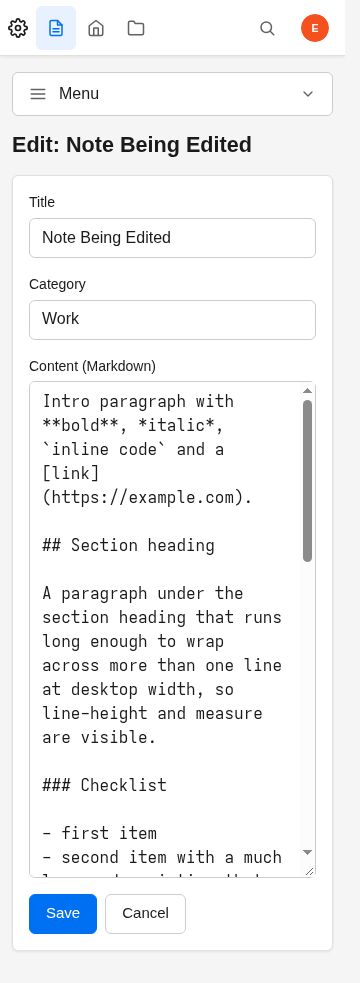 E
Menu
Edit: Note Being Edited
Title
Note Being Edited
Category
Work
Content (Markdown)
Intro paragraph with
**bold**, *italic*,
`inline code` and a
[link]
(https://example.com).
## Section heading
A paragraph under the
section heading that runs
long enough to wrap
across more than one line
at desktop width, so
line-height and measure
are visible.
### Checklist
- first item
- second item with a much
Save
Cancel